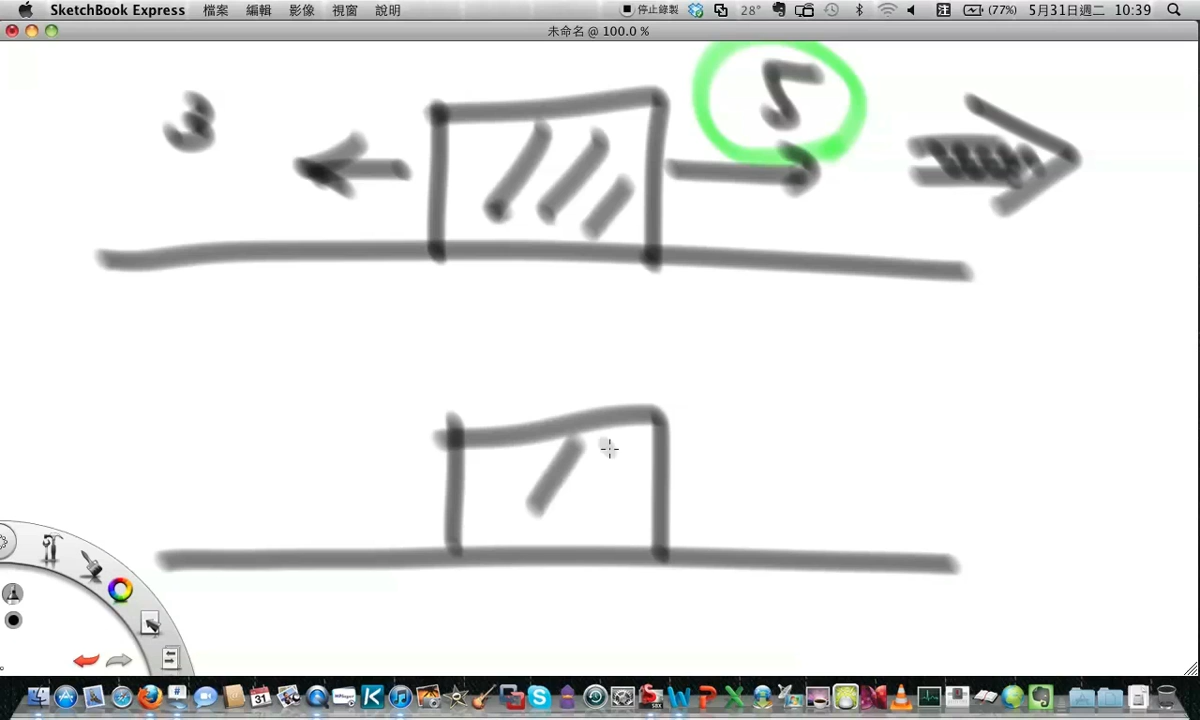 SketchBook Express 檔案 編輯 影像 視窗 說明 停止錄製 28° 注 (77%) 5月31日週二 10:39
未命名 @ 100.0 %
3 5